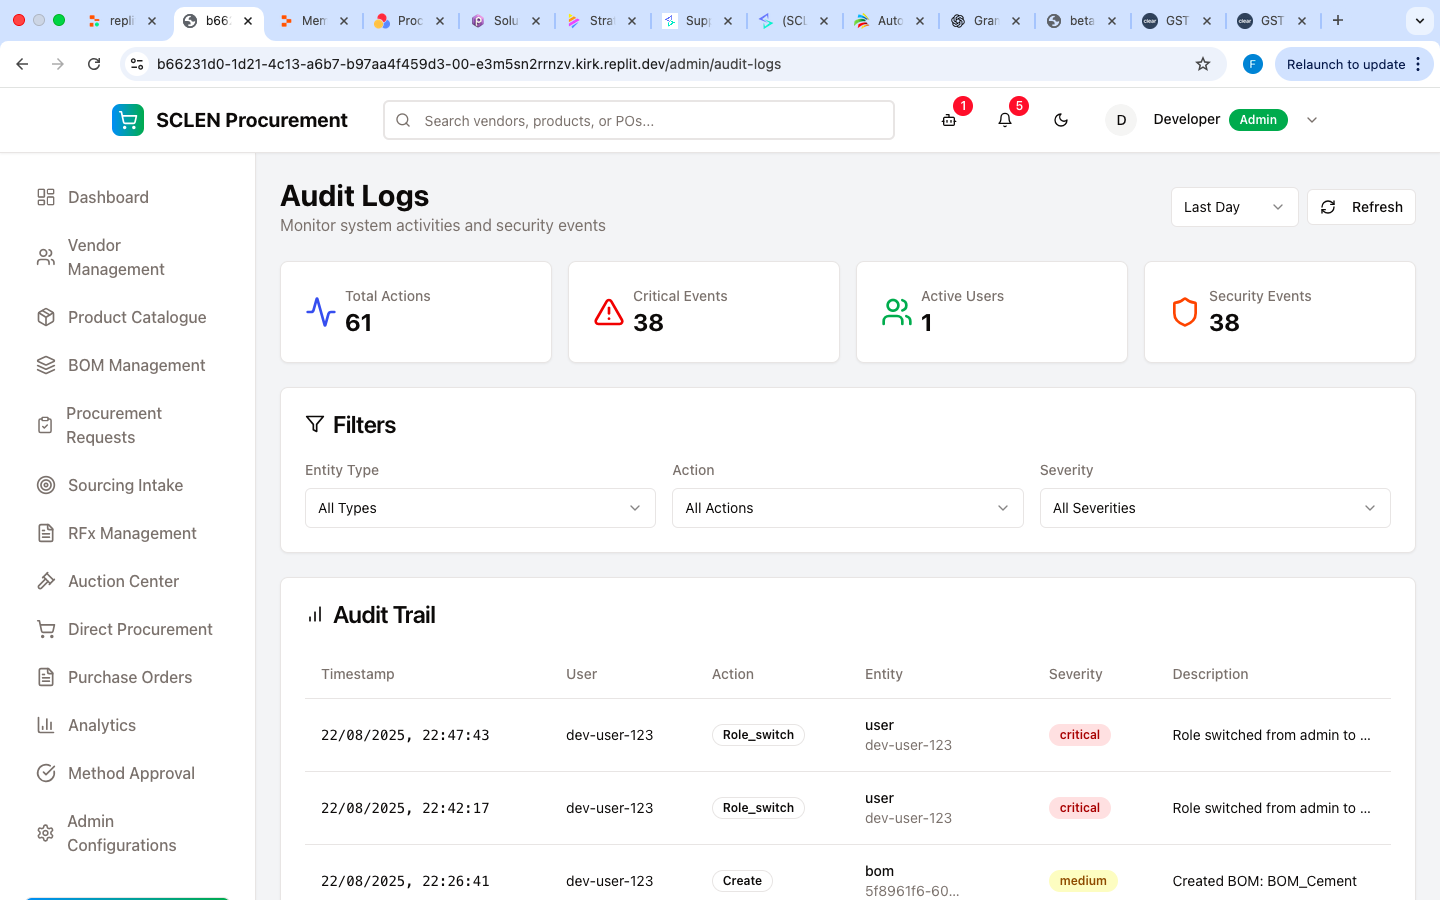 repli
b66
Mem
Proc
Solu
Stra
Supp
(SCL
Auto
Gran
beta
clear
GST
clear
GST
b66231d0-1d21-4c13-a6b7-b97aa4f459d3-00-e3m5sn2rrnzv.kirk.replit.dev/admin/audit-logs
F
Relaunch to update
SCLEN Procurement
Search vendors, products, or POs...
1
5
D
Developer
Admin
Dashboard
Vendor
Management
Product Catalogue
BOM Management
Procurement
Requests
Sourcing Intake
RFx Management
Auction Center
Direct Procurement
Purchase Orders
Analytics
Method Approval
Admin
Configurations
Audit Logs
Monitor system activities and security events
Last Day
Refresh
Total Actions
61
Critical Events
38
Active Users
1
Security Events
38
Filters
Entity Type
Action
Severity
All Types
All Actions
All Severities
Audit Trail
Timestamp User Action Entity Severity Description
22/08/2025, 22:47:43 dev-user-123 Role_switch user critical Role switched from admin to ...
dev-user-123
22/08/2025, 22:42:17 dev-user-123 Role_switch user critical Role switched from admin to ...
dev-user-123
22/08/2025, 22:26:41 dev-user-123 Create bom medium Created BOM: BOM_Cement
5f8961f6-60...